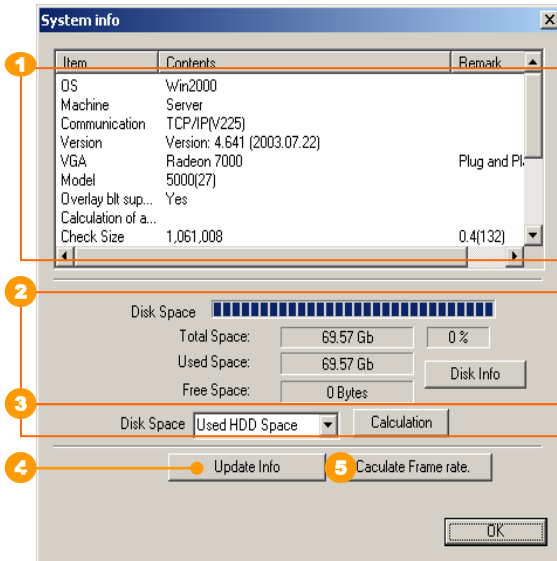 System info
Item Contents Remark
1
OS Win2000
Machine Server
Communication TCP/IP(V225)
Version Version: 4.641 (2003.07.22)
VGA Radeon 7000 Plug and Pl
Model 5000(27)
Overlay blt sup... Yes
Calculation of a...
Check Size 1,061,008 0.4(132)
2
Disk Space
Total Space: 69.57 Gb 0 %
Used Space: 69.57 Gb Disk Info
Free Space: 0 Bytes
3
Disk Space Used HDD Space Calculation
4 Update Info 5 Caculate Frame rate.
OK